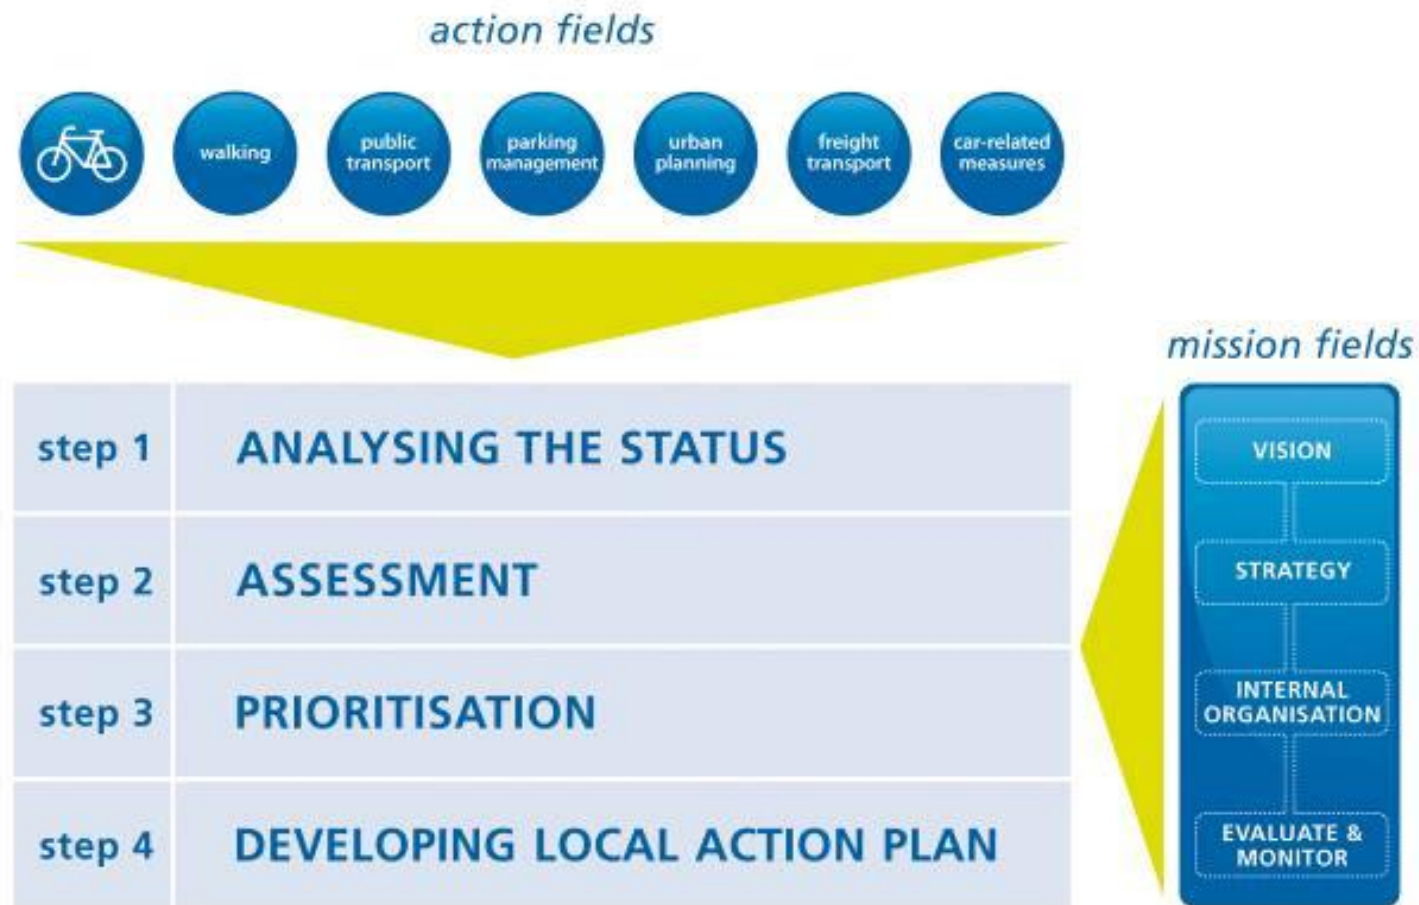 action fields
walking
public
transport
parking
management
urban
planning
freight
transport
car-related
measures
mission fields
step 1
ANALYSING THE STATUS
step 2
ASSESSMENT
step 3
PRIORITISATION
step 4
DEVELOPING LOCAL ACTION PLAN
VISION
STRATEGY
INTERNAL
ORGANISATION
EVALUATE &
MONITOR